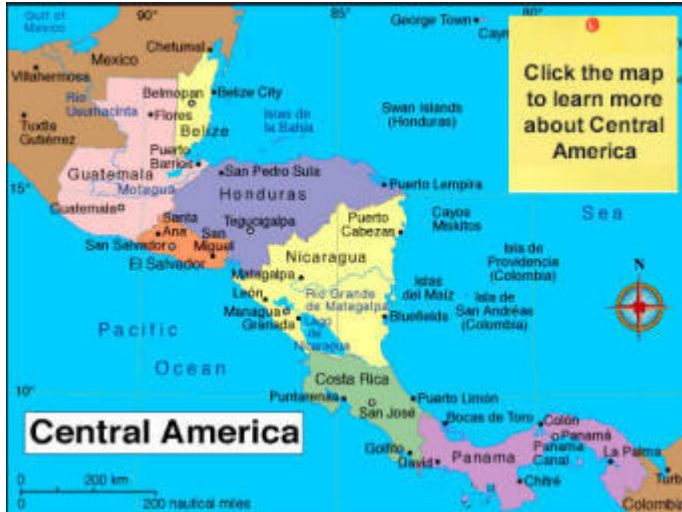 90°
85°
80°
Gulf of
Mexico
George Town
Cayn
Mexico
Chetumal
Villahermosa
Click the map
to learn more
about Central
America
Rio
Usumacinta
Belmopan
Belize City
Swan Islands
(Honduras)
Islas de
la Bahia
Tuxtla
Gutiérrez
Flores
Belize
Puerto
Barrios
San Pedro Sula
Guatemala
Motagua
15°
Honduras
Puerto Lempira
Guatemala
Santa
Ana
San
Miguel
Tegucigalpa
Puerto
Cabezas
Cayos
Miskitos
Sea
San Salvador
El Salvador
Nicaragua
Isla de
Providencia
(Colombia)
N
Matagalpa
León
Rio Grande
de Matagalpa
Islas
del Maíz
Isla de
San Andréas
(Colombia)
Managua
Granada
Lago
de
Nicaragua
Bluefields
Pacific
Ocean
10°
Costa Rica
Puntarenas
San José
Puerto Limón
Bocas de Toro
Colón
Panamá
Panama
Canal
Central America
Golfito
David
Panama
La Palma
Chitré
Turb
Colombia
0
200 km
0
200 nautical miles